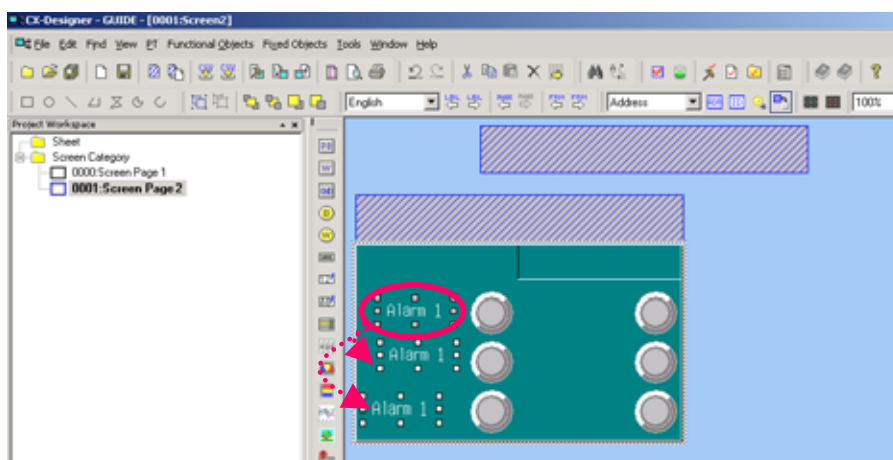 CX-Designer - GUIDE - [0001:Screen2]
File Edit Find View PT Functional Objects Fixed Objects Tools Window Help
English Address 100%
Project Workspace
Sheet
Screen Category
0000:Screen Page 1
0001:Screen Page 2
Alarm 1
Alarm 1
Alarm 1